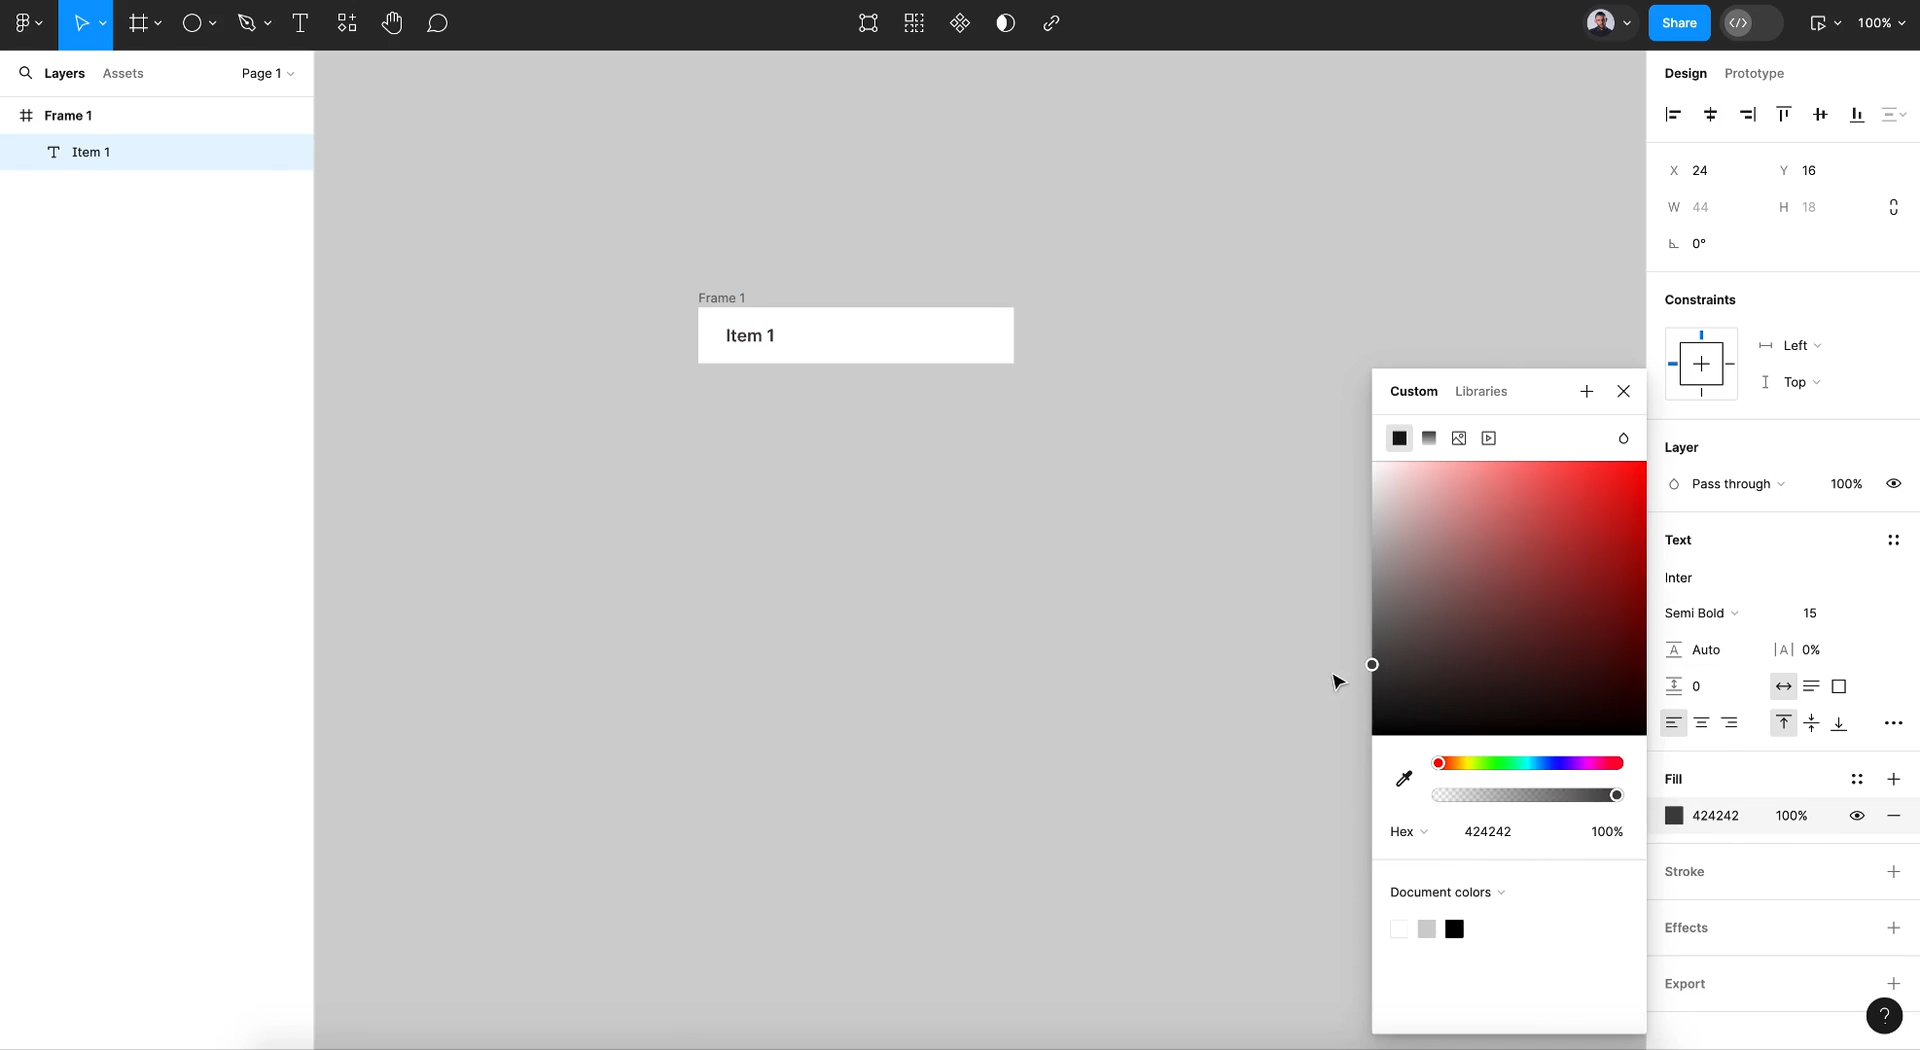 Share
100%
Layers
Assets
Page 1
Frame 1
Item 1
Frame 1
Item 1
Custom
Libraries
Hex
424242
100%
Document colors
Design
Prototype
X 24
Y 16
W 44
H 18
0°
Constraints
Left
Top
Layer
Pass through
100%
Text
Inter
Semi Bold
15
A Auto
|A| 0%
0
Fill
424242
100%
Stroke
Effects
Export
?